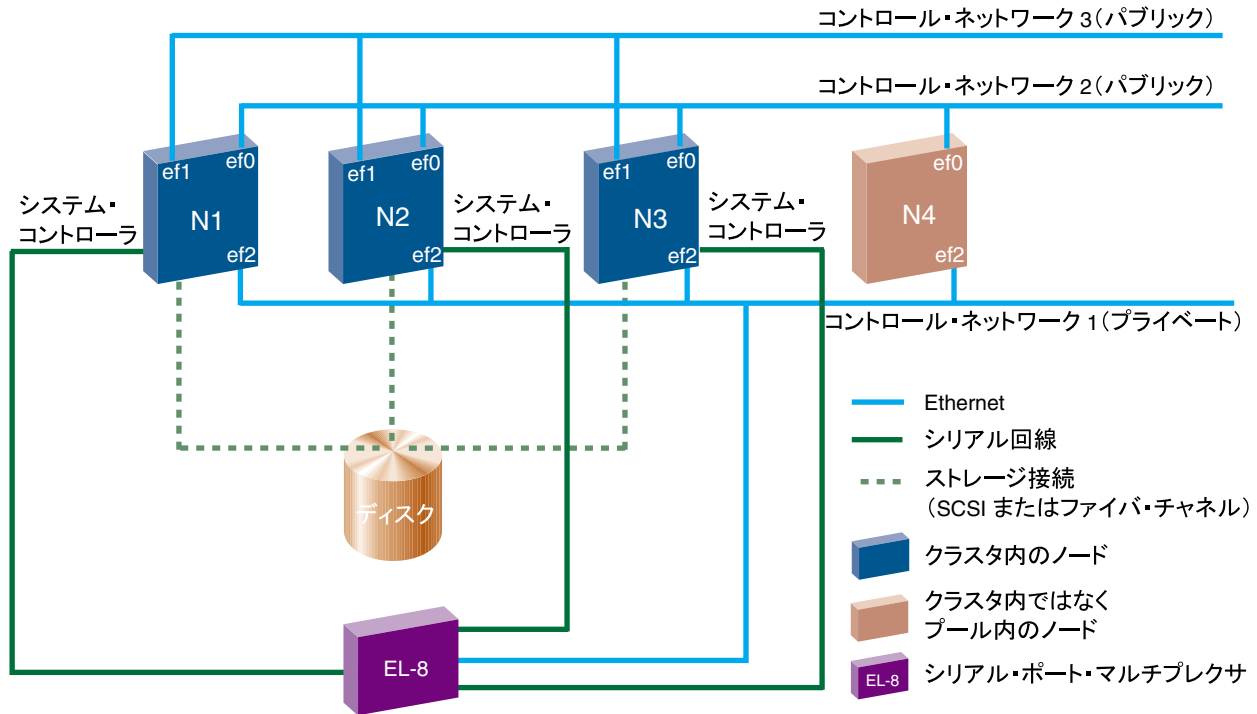 コントロール・ネットワーク 3(パブリック)
コントロール・ネットワーク 2(パブリック)
ef1
ef0
N1
ef2
ef1
ef0
N2
ef2
ef1
ef0
N3
ef2
ef0
N4
ef2
システム・
コントローラ
システム・
コントローラ
システム・
コントローラ
コントロール・ネットワーク 1(プライベート)
ディスク
EL-8
Ethernet
シリアル回線
ストレージ接続
(SCSI またはファイバ・チャネル)
クラスタ内のノード
クラスタ内ではなく
プール内のノード
EL-8
シリアル・ポート・マルチプレクサ